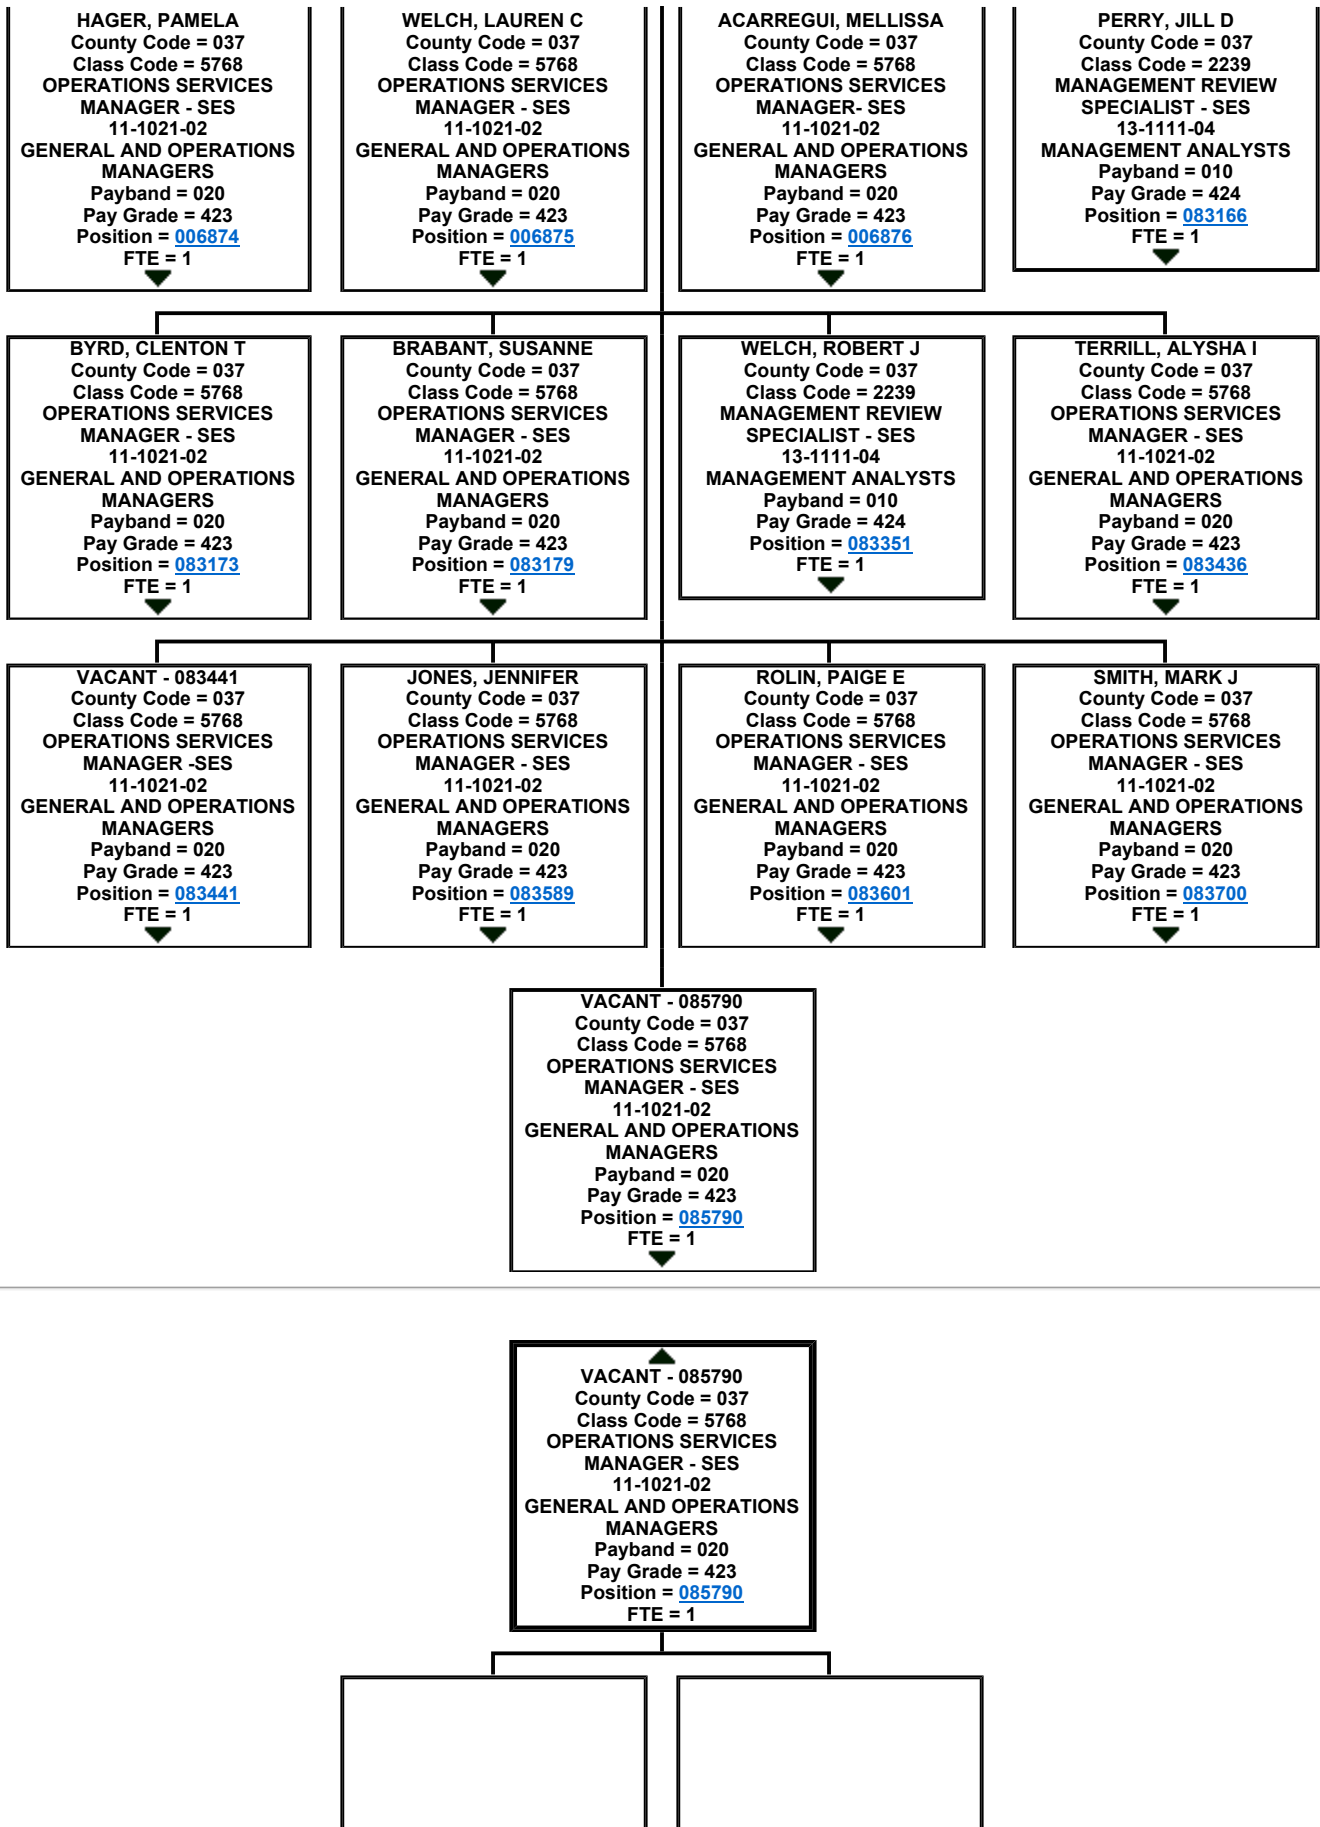 HAGER, PAMELA
County Code = 037
Class Code = 5768
OPERATIONS SERVICES
MANAGER - SES
11-1021-02
GENERAL AND OPERATIONS
MANAGERS
Payband = 020
Pay Grade = 423
Position = 006874
FTE = 1
WELCH, LAUREN C
County Code = 037
Class Code = 5768
OPERATIONS SERVICES
MANAGER - SES
11-1021-02
GENERAL AND OPERATIONS
MANAGERS
Payband = 020
Pay Grade = 423
Position = 006875
FTE = 1
ACARREGUI, MELLISSA
County Code = 037
Class Code = 5768
OPERATIONS SERVICES
MANAGER- SES
11-1021-02
GENERAL AND OPERATIONS
MANAGERS
Payband = 020
Pay Grade = 423
Position = 006876
FTE = 1
PERRY, JILL D
County Code = 037
Class Code = 2239
MANAGEMENT REVIEW
SPECIALIST - SES
13-1111-04
MANAGEMENT ANALYSTS
Payband = 010
Pay Grade = 424
Position = 083166
FTE = 1
BYRD, CLENTON T
County Code = 037
Class Code = 5768
OPERATIONS SERVICES
MANAGER - SES
11-1021-02
GENERAL AND OPERATIONS
MANAGERS
Payband = 020
Pay Grade = 423
Position = 083173
FTE = 1
BRABANT, SUSANNE
County Code = 037
Class Code = 5768
OPERATIONS SERVICES
MANAGER - SES
11-1021-02
GENERAL AND OPERATIONS
MANAGERS
Payband = 020
Pay Grade = 423
Position = 083179
FTE = 1
WELCH, ROBERT J
County Code = 037
Class Code = 2239
MANAGEMENT REVIEW
SPECIALIST - SES
13-1111-04
MANAGEMENT ANALYSTS
Payband = 010
Pay Grade = 424
Position = 083351
FTE = 1
TERRILL, ALYSHA I
County Code = 037
Class Code = 5768
OPERATIONS SERVICES
MANAGER - SES
11-1021-02
GENERAL AND OPERATIONS
MANAGERS
Payband = 020
Pay Grade = 423
Position = 083436
FTE = 1
VACANT - 083441
County Code = 037
Class Code = 5768
OPERATIONS SERVICES
MANAGER -SES
11-1021-02
GENERAL AND OPERATIONS
MANAGERS
Payband = 020
Pay Grade = 423
Position = 083441
FTE = 1
JONES, JENNIFER
County Code = 037
Class Code = 5768
OPERATIONS SERVICES
MANAGER - SES
11-1021-02
GENERAL AND OPERATIONS
MANAGERS
Payband = 020
Pay Grade = 423
Position = 083589
FTE = 1
ROLIN, PAIGE E
County Code = 037
Class Code = 5768
OPERATIONS SERVICES
MANAGER - SES
11-1021-02
GENERAL AND OPERATIONS
MANAGERS
Payband = 020
Pay Grade = 423
Position = 083601
FTE = 1
SMITH, MARK J
County Code = 037
Class Code = 5768
OPERATIONS SERVICES
MANAGER - SES
11-1021-02
GENERAL AND OPERATIONS
MANAGERS
Payband = 020
Pay Grade = 423
Position = 083700
FTE = 1
VACANT - 085790
County Code = 037
Class Code = 5768
OPERATIONS SERVICES
MANAGER - SES
11-1021-02
GENERAL AND OPERATIONS
MANAGERS
Payband = 020
Pay Grade = 423
Position = 085790
FTE = 1
VACANT - 085790
County Code = 037
Class Code = 5768
OPERATIONS SERVICES
MANAGER - SES
11-1021-02
GENERAL AND OPERATIONS
MANAGERS
Payband = 020
Pay Grade = 423
Position = 085790
FTE = 1